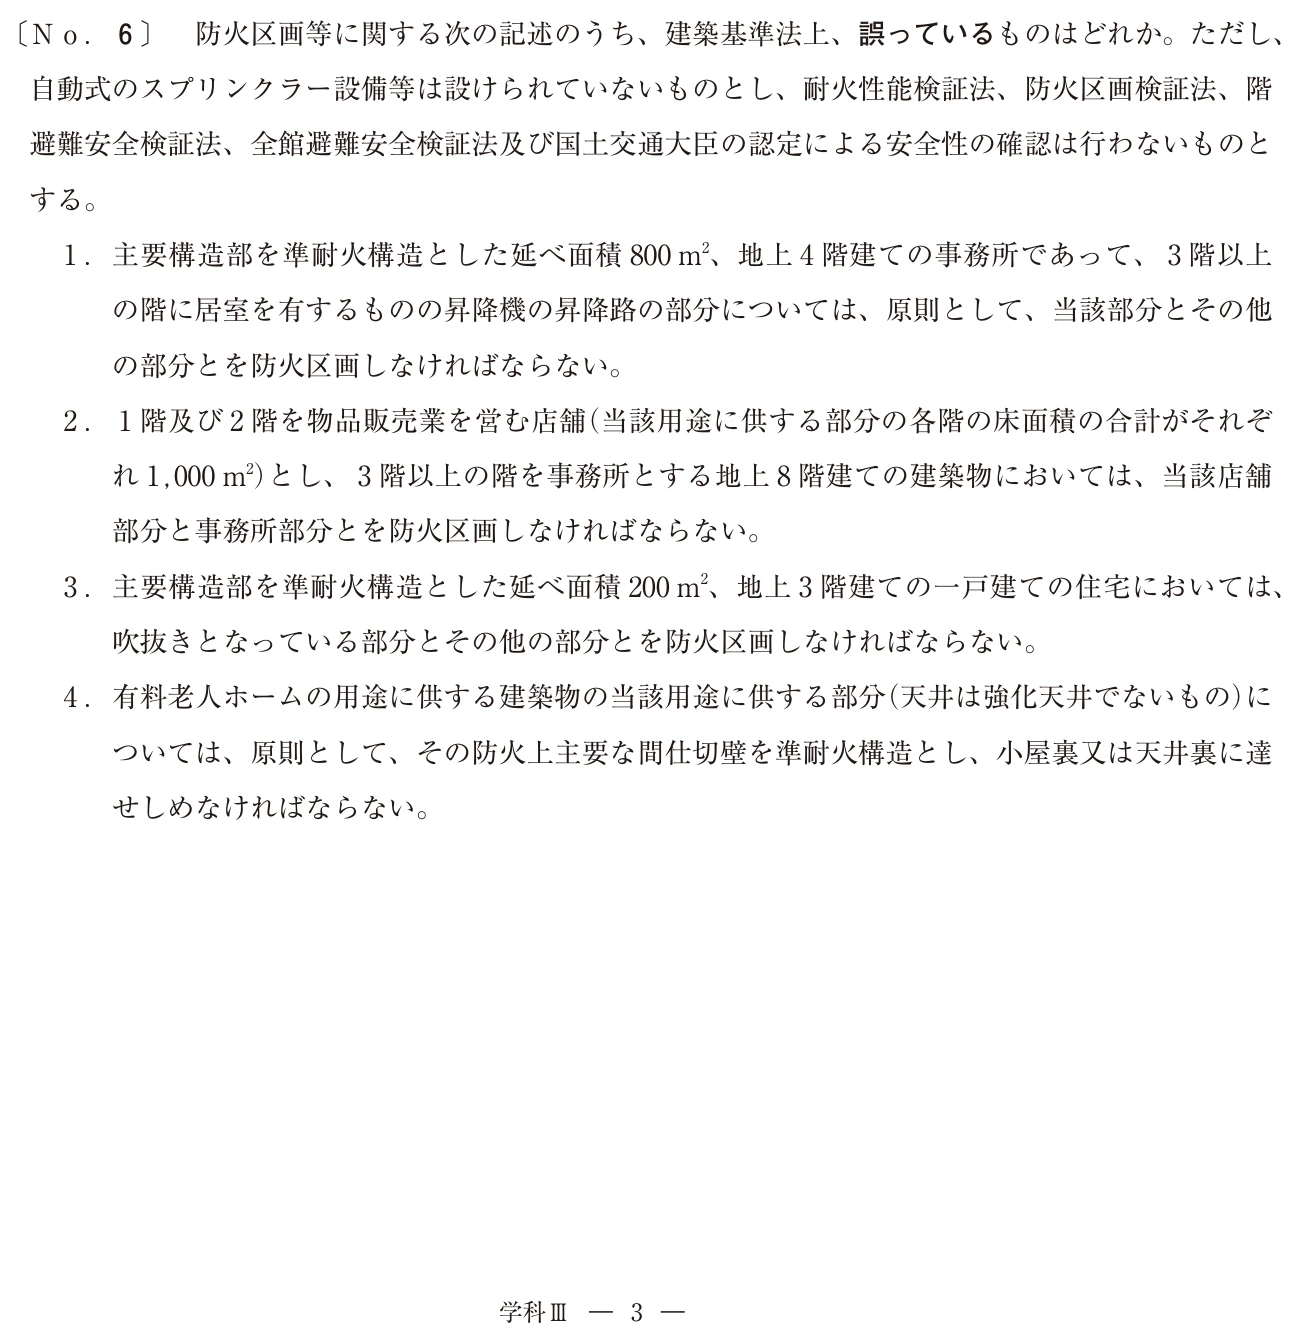 〔Ｎｏ． 6〕 防火区画等に関する次の記述のうち、建築基準法上、誤っているものはどれか。ただし、
自動式のスプリンクラー設備等は設けられていないものとし、耐火性能検証法、防火区画検証法、階
避難安全検証法、全館避難安全検証法及び国土交通大臣の認定による安全性の確認は行わないものと
する。
1． 主要構造部を準耐火構造とした延べ面積 800 m²、地上4階建ての事務所であって、3階以上
の階に居室を有するものの昇降機の昇降路の部分については、原則として、当該部分とその他
の部分とを防火区画しなければならない。
2． 1階及び2階を物品販売業を営む店舗(当該用途に供する部分の各階の床面積の合計がそれぞ
れ 1,000 m²)とし、3階以上の階を事務所とする地上8階建ての建築物においては、当該店舗
部分と事務所部分とを防火区画しなければならない。
3． 主要構造部を準耐火構造とした延べ面積 200 m²、地上3階建ての一戸建ての住宅においては、
吹抜きとなっている部分とその他の部分とを防火区画しなければならない。
4． 有料老人ホームの用途に供する建築物の当該用途に供する部分(天井は強化天井でないもの)に
ついては、原則として、その防火上主要な間仕切壁を準耐火構造とし、小屋裏又は天井裏に達
せしめなければならない。
学科Ⅲ ― 3 ―